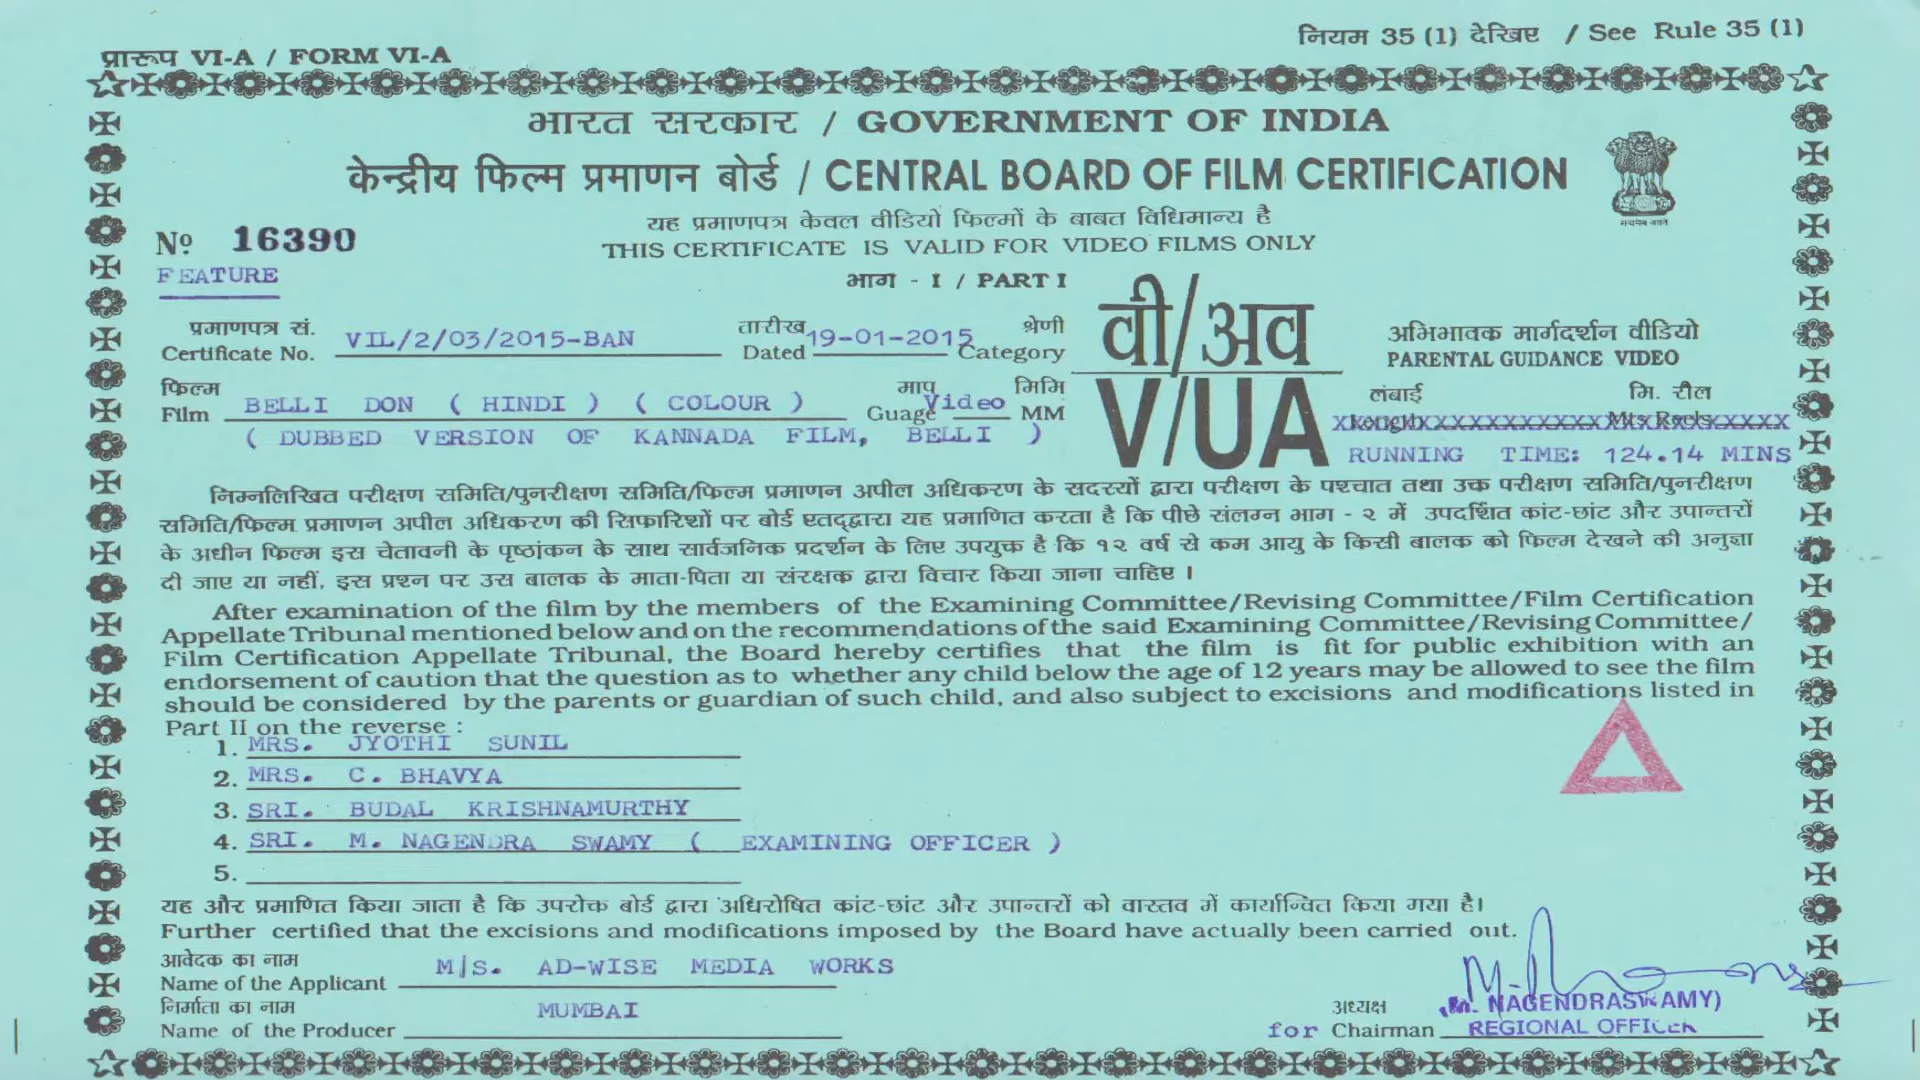 प्रारूप VI-A / FORM VI-A
नियम 35 (1) देखिए / See Rule 35 (1)
भारत सरकार / GOVERNMENT OF INDIA
केन्द्रीय फिल्म प्रमाणन बोर्ड / CENTRAL BOARD OF FILM CERTIFICATION
सत्यमेव जयते
यह प्रमाणपत्र केवल वीडियो फिल्मों के बाबत विधिमान्य है
Nº 16390
THIS CERTIFICATE IS VALID FOR VIDEO FILMS ONLY
FEATURE
भाग - I / PART I
प्रमाणपत्र सं.
Certificate No. VIL/2/03/2015-BAN
तारीख
Dated 19-01-2015
श्रेणी
Category
वी/अव
V/UA
अभिभावक मार्गदर्शन वीडियो
PARENTAL GUIDANCE VIDEO
फिल्म
Film BELLI DON ( HINDI ) ( COLOUR )
माप मिमि
Guage Video MM
लंबाई मि. रील
( DUBBED VERSION OF KANNADA FILM, BELLI )
RUNNING TIME: 124.14 MINS
निम्नलिखित परीक्षण समिति/पुनरीक्षण समिति/फिल्म प्रमाणन अपील अधिकरण के सदस्यों द्वारा परीक्षण के पश्चात तथा उक्त परीक्षण समिति/पुनरीक्षण
समिति/फिल्म प्रमाणन अपील अधिकरण की सिफारिशों पर बोर्ड एतद्द्वारा यह प्रमाणित करता है कि पीछे संलग्न भाग - २ में उपदर्शित कांट-छांट और उपान्तरों
के अधीन फिल्म इस चेतावनी के पृष्ठांकन के साथ सार्वजनिक प्रदर्शन के लिए उपयुक्त है कि १२ वर्ष से कम आयु के किसी बालक को फिल्म देखने की अनुज्ञा
दी जाए या नहीं, इस प्रश्न पर उस बालक के माता-पिता या संरक्षक द्वारा विचार किया जाना चाहिए ।
After examination of the film by the members of the Examining Committee/Revising Committee/Film Certification
Appellate Tribunal mentioned below and on the recommendations of the said Examining Committee/Revising Committee/
Film Certification Appellate Tribunal, the Board hereby certifies that the film is fit for public exhibition with an
endorsement of caution that the question as to whether any child below the age of 12 years may be allowed to see the film
should be considered by the parents or guardian of such child, and also subject to excisions and modifications listed in
Part II on the reverse :
1. MRS. JYOTHI SUNIL
2. MRS. C. BHAVYA
3. SRI. BUDAL KRISHNAMURTHY
4. SRI. M. NAGENDRA SWAMY ( EXAMINING OFFICER )
5.
यह और प्रमाणित किया जाता है कि उपरोक्त बोर्ड द्वारा अधिरोपित कांट-छांट और उपान्तरों को वास्तव में कार्यान्वित किया गया है।
Further certified that the excisions and modifications imposed by the Board have actually been carried out.
आवेदक का नाम
Name of the Applicant M/S. AD-WISE MEDIA WORKS
निर्माता का नाम
Name of the Producer MUMBAI
(M. NAGENDRASWAMY)
अध्यक्ष
for Chairman REGIONAL OFFICER